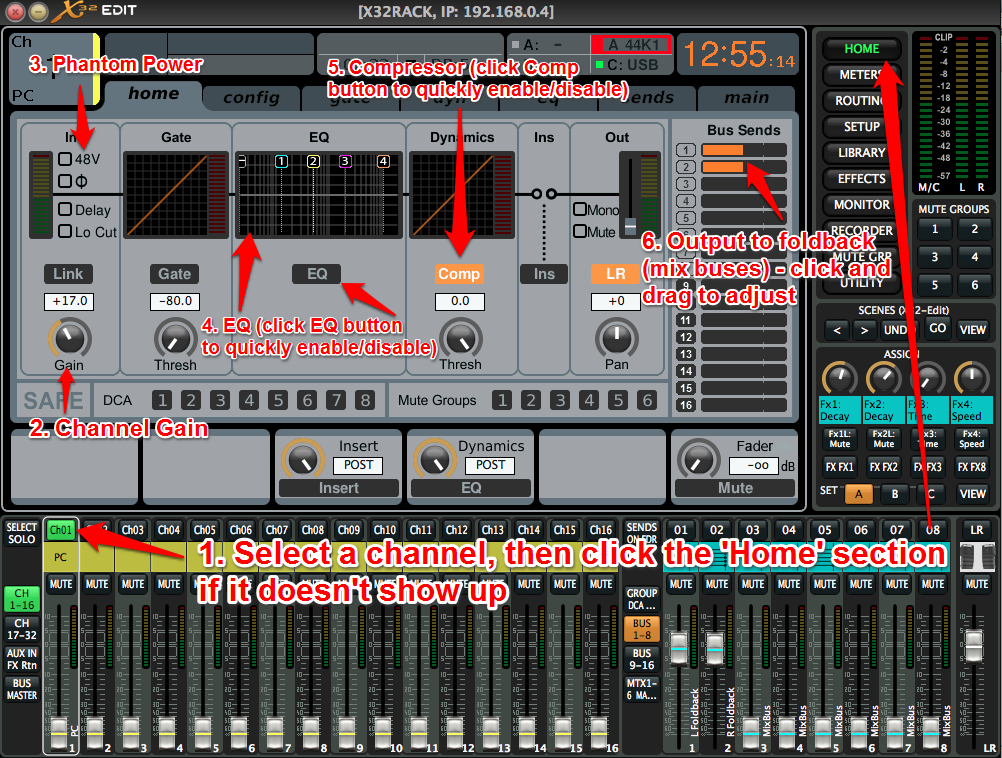 X32 EDIT
[X32RACK, IP: 192.168.0.4]
Ch
PC
3. Phantom Power
5. Compressor (click Comp
button to quickly enable/disable)
A: –
A 44K1
C: USB
12:55:14
home
config
gate
dyn
eq
sends
main
HOME
METERS
ROUTING
SETUP
LIBRARY
EFFECTS
MONITOR
RECORDER
MUTE GRP
UTILITY
CLIP
-2
-4
-6
-8
-12
-18
-24
-30
-36
-42
-48
-57
M/C L R
MUTE GROUPS
1 2
3 4
5 6
Gate
EQ
Dynamics
Ins
Out
48V
Φ
Delay
Lo Cut
1 2 3 4
Mono
Mute
Link
Gate
EQ
Comp
Ins
LR
+17.0
-80.0
0.0
+0
Gain
Thresh
Thresh
Pan
4. EQ (click EQ button
to quickly enable/disable)
Bus Sends
1
2
3
4
5
6. Output to foldback
(mix buses) - click and
drag to adjust
9
11
12
13
14
15
16
SCENES (X32-Edit)
< > UNDO GO VIEW
ASSIGN
Fx1: Decay
Fx2: Decay
Fx3: Time
Fx4: Speed
Fx1L: Mute
Fx2L: Mute
Fx3: Time
Fx4: Speed
FX FX1 FX FX2 FX FX3 FX FX8
SET A B C VIEW
SAFE
DCA 1 2 3 4 5 6 7 8
Mute Groups 1 2 3 4 5 6
2. Channel Gain
Insert
POST
Insert
Dynamics
POST
EQ
Fader
-oo dB
Mute
SELECT
SOLO
Ch01 Ch03 Ch04 Ch05 Ch06 Ch07 Ch08 Ch09 Ch10 Ch11 Ch12 Ch13 Ch14 Ch15 Ch16
SENDS
ON FDR
01 02 03 04 05 06 07 08
LR
PC
1. Select a channel, then click the 'Home' section
if it doesn't show up
MUTE MUTE MUTE MUTE MUTE MUTE MUTE MUTE MUTE MUTE MUTE MUTE MUTE MUTE MUTE MUTE
MUTE MUTE MUTE MUTE MUTE MUTE MUTE MUTE
MUTE
CH
1-16
CH
17-32
AUX IN
FX Rtn
BUS
MASTER
GROUP
DCA ...
BUS
1-8
BUS
9-16
MTX1-
6 MA...
PC
L Foldback
R Foldback
MixBus
MixBus
MixBus
MixBus
MixBus
MixBus
1 2 3 4 5 6 7 8 9 10 11 12 13 14 15 16
1 2 3 4 5 6 7 8
LR